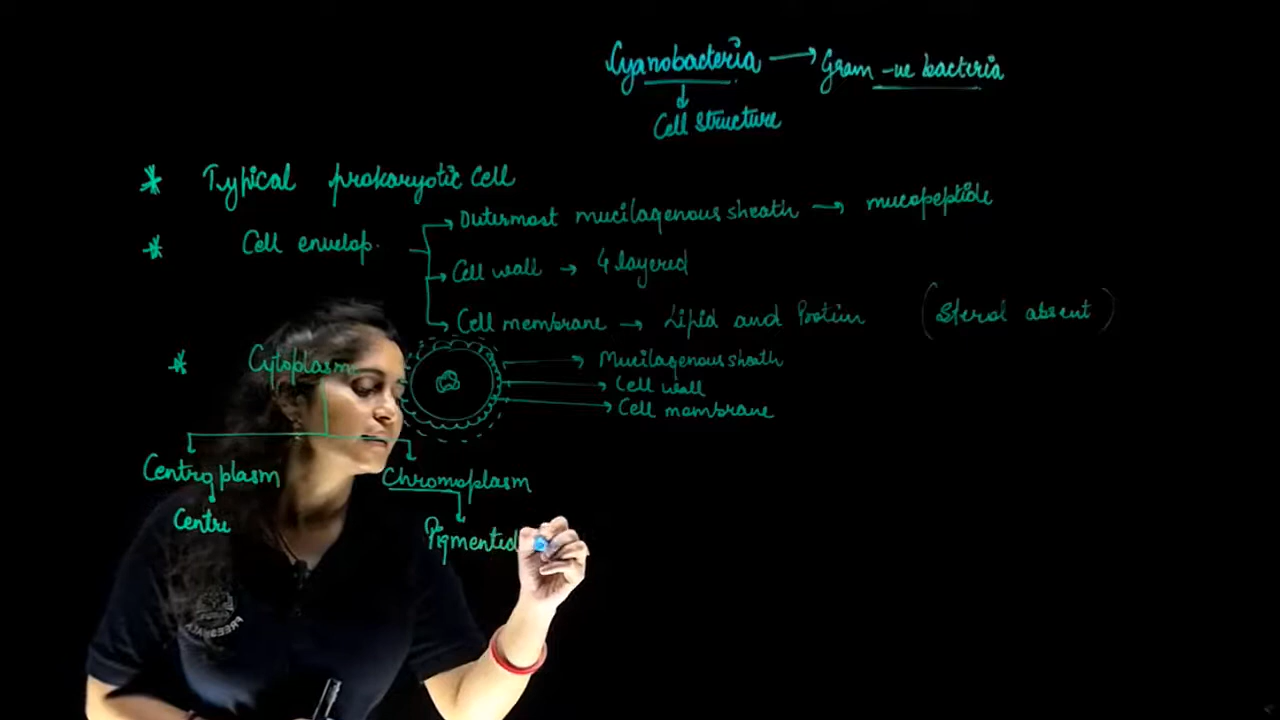 Cyanobacteria → Gram -ve bacteria
Cell Structure
* Typical prokaryotic cell
* Cell envelop.
Outermost mucilagenous sheath → mucopeptide
Cell wall → 4 layered
Cell membrane → Lipid and Protein (Sterol absent)
* Cytoplasm
Mucilagenous sheath
Cell wall
Cell membrane
Centroplasm
Chromoplasm
Centre
Pigmented